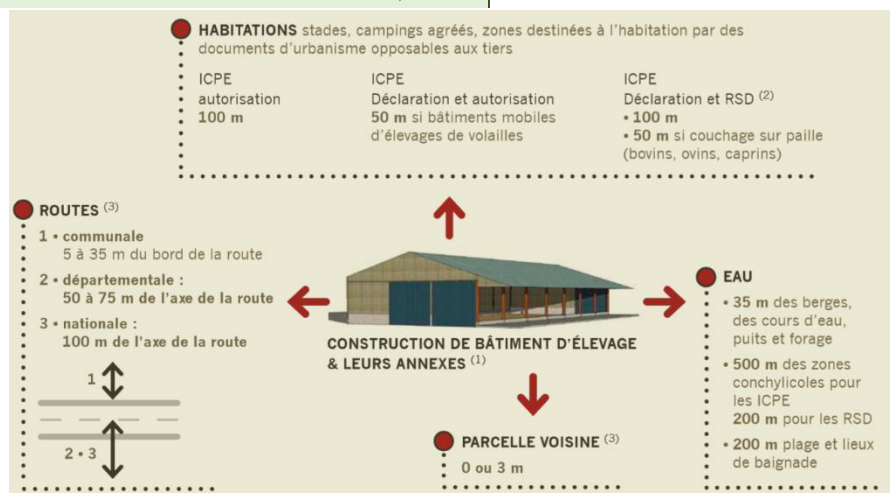 HABITATIONS stades, campings agréés, zones destinées à l'habitation par des
documents d'urbanisme opposables aux tiers
ICPE
autorisation
100 m
ICPE
Déclaration et autorisation
50 m si bâtiments mobiles
d'élevages de volailles
ICPE
Déclaration et RSD (2)
• 100 m
• 50 m si couchage sur paille
(bovins, ovins, caprins)
ROUTES (3)
1 • communale
5 à 35 m du bord de la route
2 • départementale :
50 à 75 m de l'axe de la route
3 • nationale :
100 m de l'axe de la route
1
2 • 3
CONSTRUCTION DE BÂTIMENT D'ÉLEVAGE
& LEURS ANNEXES (1)
PARCELLE VOISINE (3)
0 ou 3 m
EAU
• 35 m des berges,
des cours d'eau,
puits et forage
• 500 m des zones
conchylicoles pour
les ICPE
200 m pour les RSD
• 200 m plage et lieux
de baignade